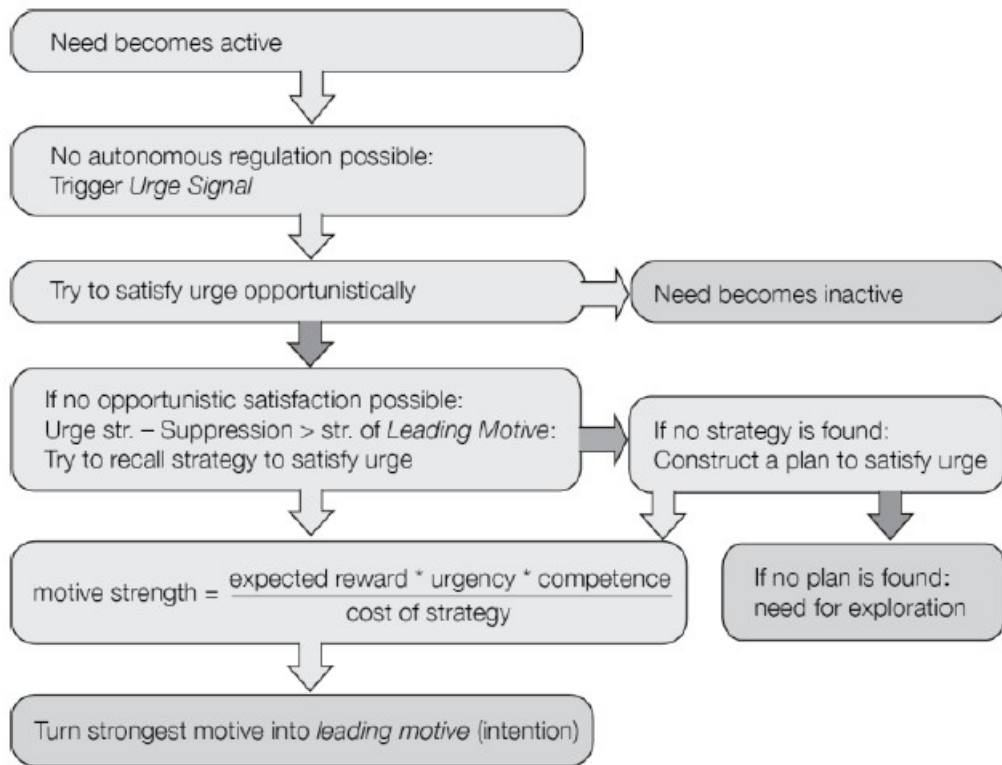 Need becomes active
No autonomous regulation possible:
Trigger Urge Signal
Try to satisfy urge opportunistically
Need becomes inactive
If no opportunistic satisfaction possible:
Urge str. – Suppression > str. of Leading Motive:
Try to recall strategy to satisfy urge
If no strategy is found:
Construct a plan to satisfy urge
motive strength = expected reward * urgency * competence
cost of strategy
If no plan is found:
need for exploration
Turn strongest motive into leading motive (intention)